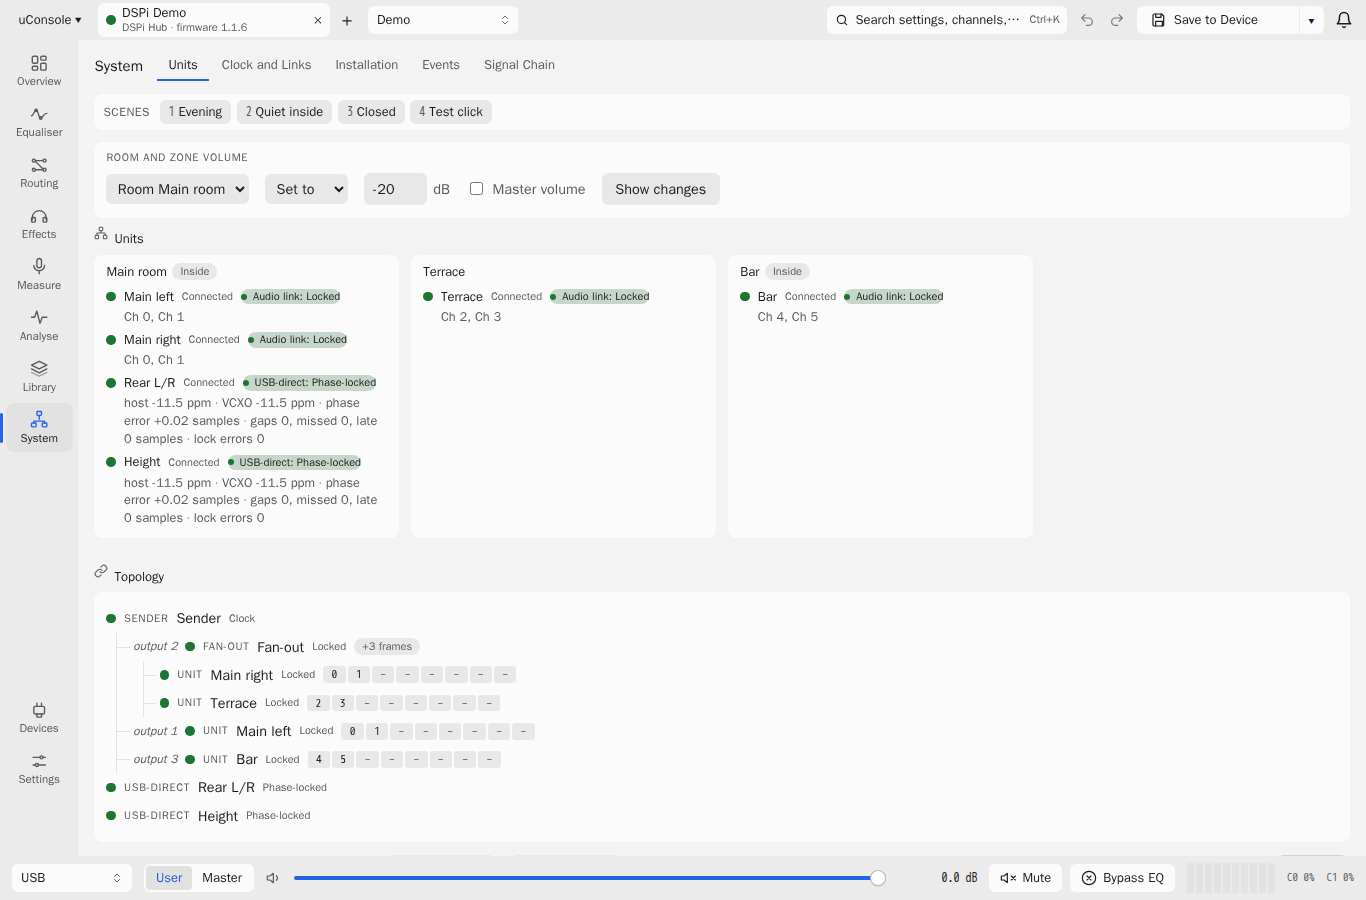 uConsole
DSPi Demo
DSPi Hub · firmware 1.1.6
Demo
Search settings, channels,··· Ctrl+K
Save to Device
Overview
Equaliser
Routing
Effects
Measure
Analyse
Library
System
Devices
Settings
System Units Clock and Links Installation Events Signal Chain
SCENES 1 Evening 2 Quiet inside 3 Closed 4 Test click
ROOM AND ZONE VOLUME
Room Main room Set to -20 dB Master volume Show changes
Units
Main room Inside
Main left Connected Audio link: Locked
Ch 0, Ch 1
Main right Connected Audio link: Locked
Ch 0, Ch 1
Rear L/R Connected USB-direct: Phase-locked
host -11.5 ppm · VCXO -11.5 ppm · phase
error +0.02 samples · gaps 0, missed 0, late
0 samples · lock errors 0
Height Connected USB-direct: Phase-locked
host -11.5 ppm · VCXO -11.5 ppm · phase
error +0.02 samples · gaps 0, missed 0, late
0 samples · lock errors 0
Terrace
Terrace Connected Audio link: Locked
Ch 2, Ch 3
Bar Inside
Bar Connected Audio link: Locked
Ch 4, Ch 5
Topology
SENDER Sender Clock
output 2 FAN-OUT Fan-out Locked +3 frames
UNIT Main right Locked 0 1 – – – – – –
UNIT Terrace Locked 2 3 – – – – – –
output 1 UNIT Main left Locked 0 1 – – – – – –
output 3 UNIT Bar Locked 4 5 – – – – – –
USB-DIRECT Rear L/R Phase-locked
USB-DIRECT Height Phase-locked
USB User Master 0.0 dB Mute Bypass EQ C0 0% C1 0%